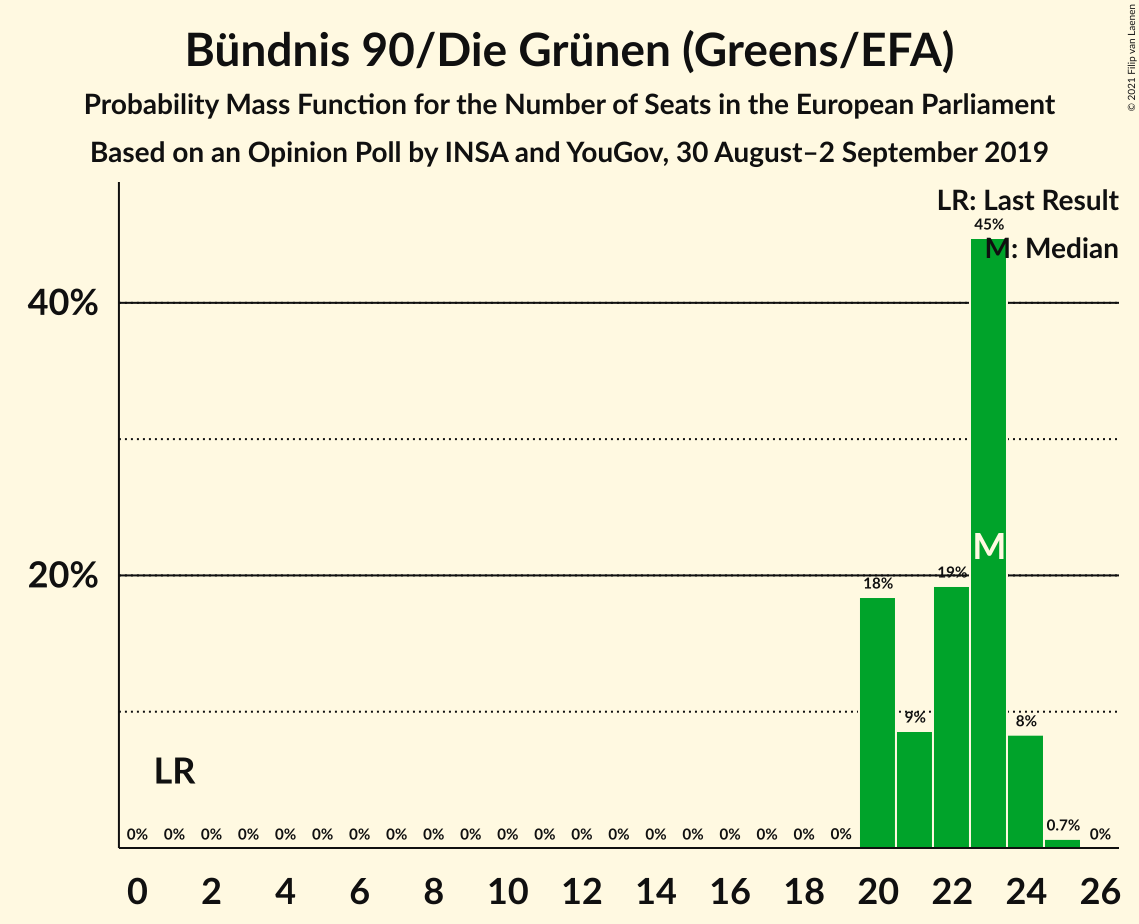 Bündnis 90/Die Grünen (Greens/EFA)
Probability Mass Function for the Number of Seats in the European Parliament
Based on an Opinion Poll by INSA and YouGov, 30 August–2 September 2019
© 2021 Filip van Laenen
LR: Last Result
45%
M: Median
40%
M
20%
18% 19%
9% 8%
LR
0% 0% 0% 0% 0% 0% 0% 0% 0% 0% 0% 0% 0% 0% 0% 0% 0% 0% 0% 0% 0.7% 0%
0 2 4 6 8 10 12 14 16 18 20 22 24 26